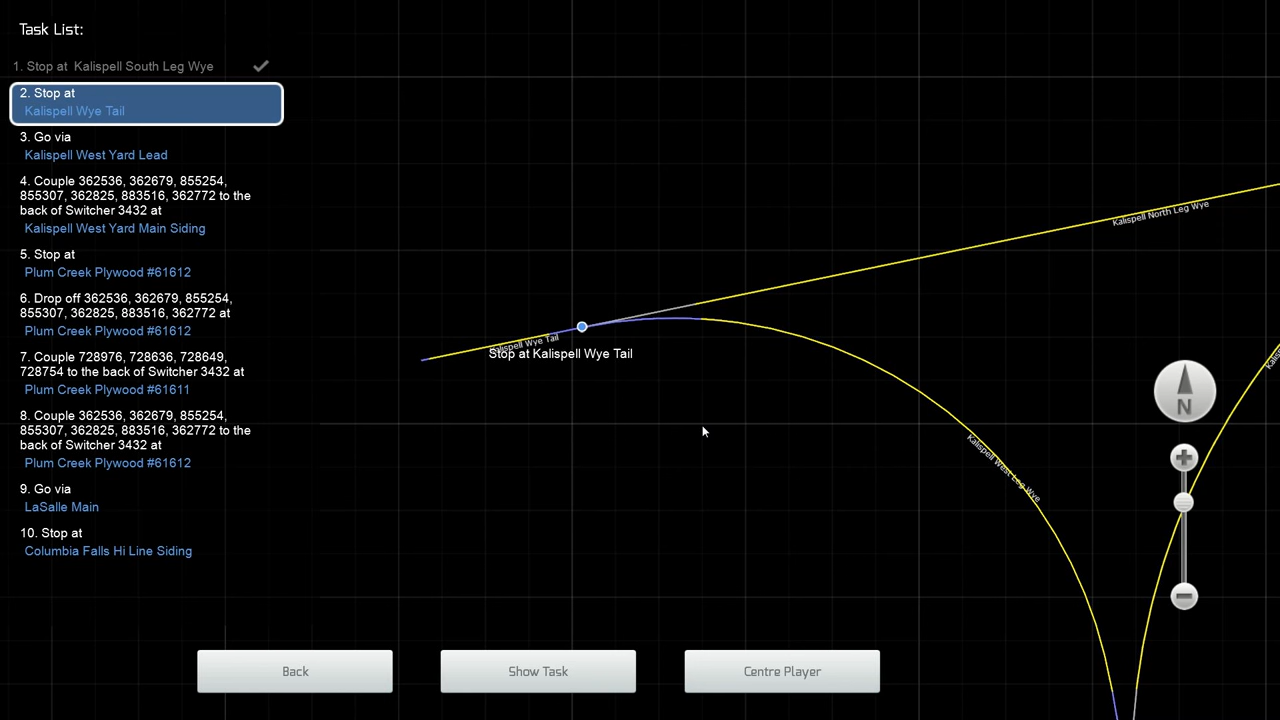 Task List:
1. Stop at  Kalispell South Leg Wye
2. Stop at
Kalispell Wye Tail
3. Go via
Kalispell West Yard Lead
4. Couple 362536, 362679, 855254,
855307, 362825, 883516, 362772 to the
back of Switcher 3432 at
Kalispell West Yard Main Siding
5. Stop at
Plum Creek Plywood #61612
6. Drop off 362536, 362679, 855254,
855307, 362825, 883516, 362772 at
Plum Creek Plywood #61612
7. Couple 728976, 728636, 728649,
728754 to the back of Switcher 3432 at
Plum Creek Plywood #61611
8. Couple 362536, 362679, 855254,
855307, 362825, 883516, 362772 to the
back of Switcher 3432 at
Plum Creek Plywood #61612
9. Go via
LaSalle Main
10. Stop at
Columbia Falls Hi Line Siding
Kalispell North Leg Wye
Kalispell Wye Tail
Stop at Kalispell Wye Tail
Kalispell West Leg Wye
N
Back
Show Task
Centre Player